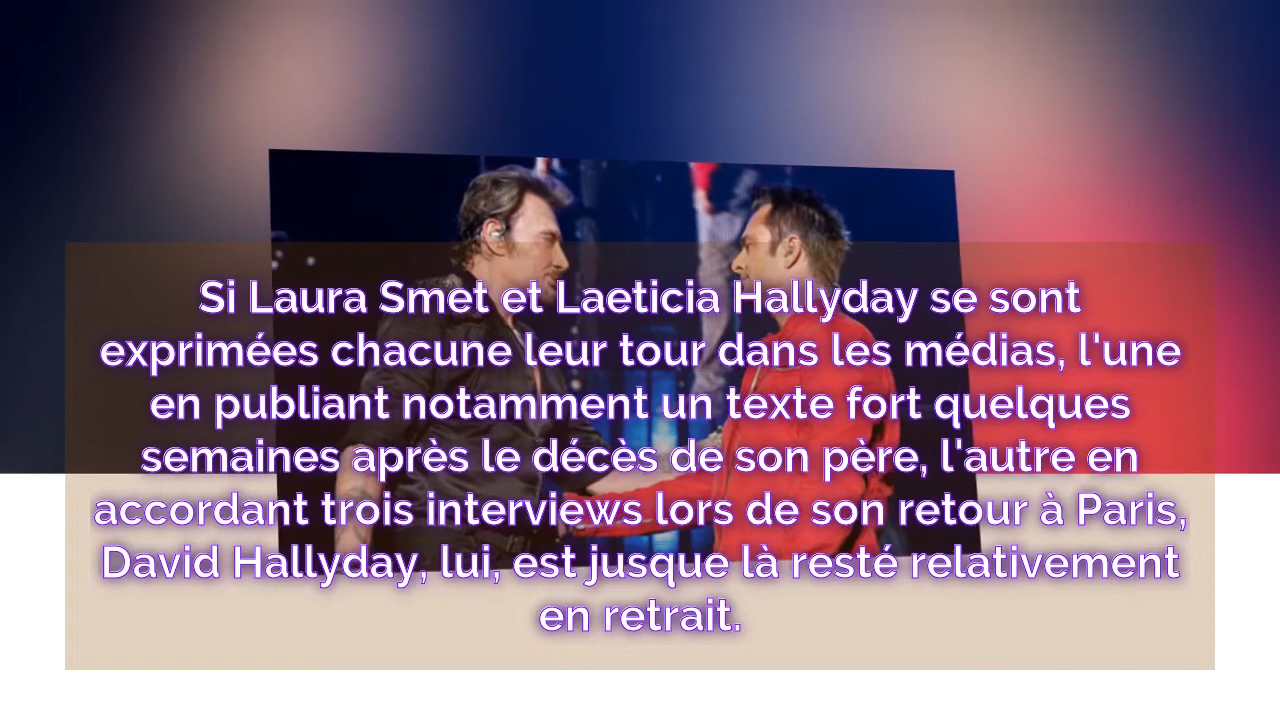 Si Laura Smet et Laeticia Hallyday se sont
exprimées chacune leur tour dans les médias, l'une
en publiant notamment un texte fort quelques
semaines après le décès de son père, l'autre en
accordant trois interviews lors de son retour à Paris,
David Hallyday, lui, est jusque là resté relativement
en retrait.